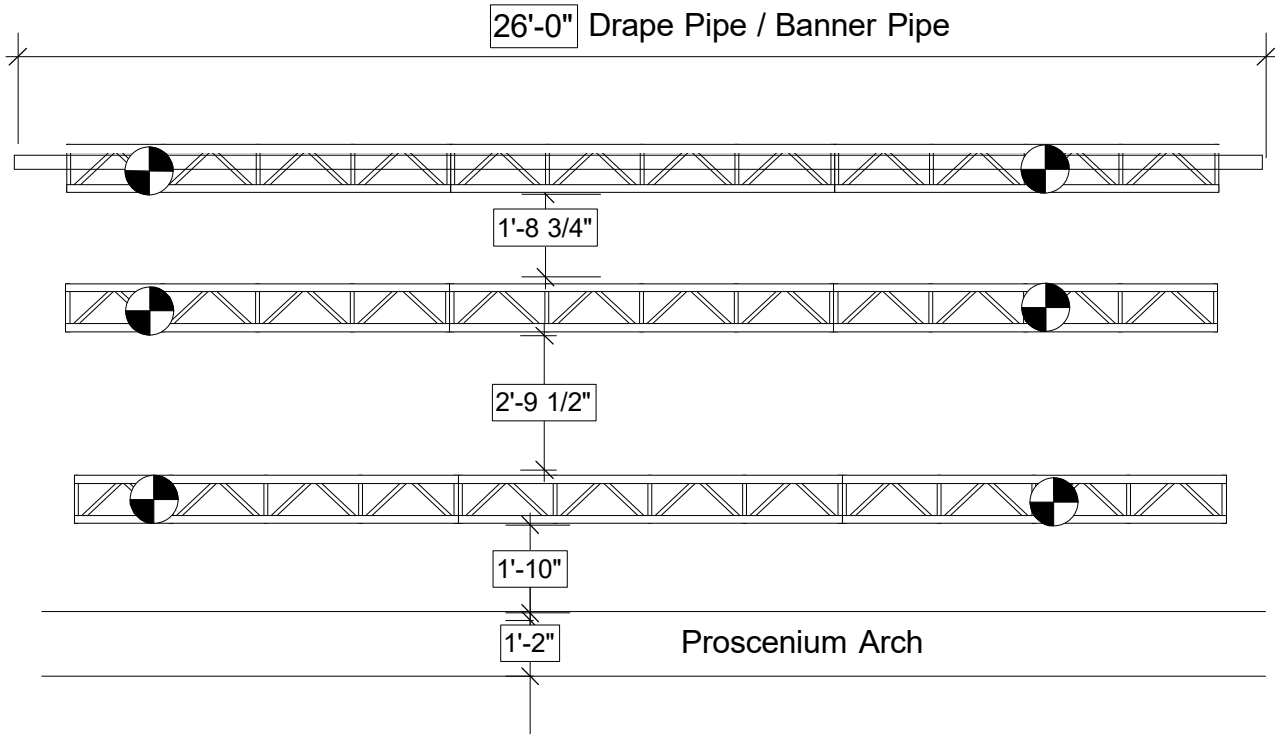 26'-0" Drape Pipe / Banner Pipe
1'-8 3/4"
2'-9 1/2"
1'-10"
1'-2"
Proscenium Arch